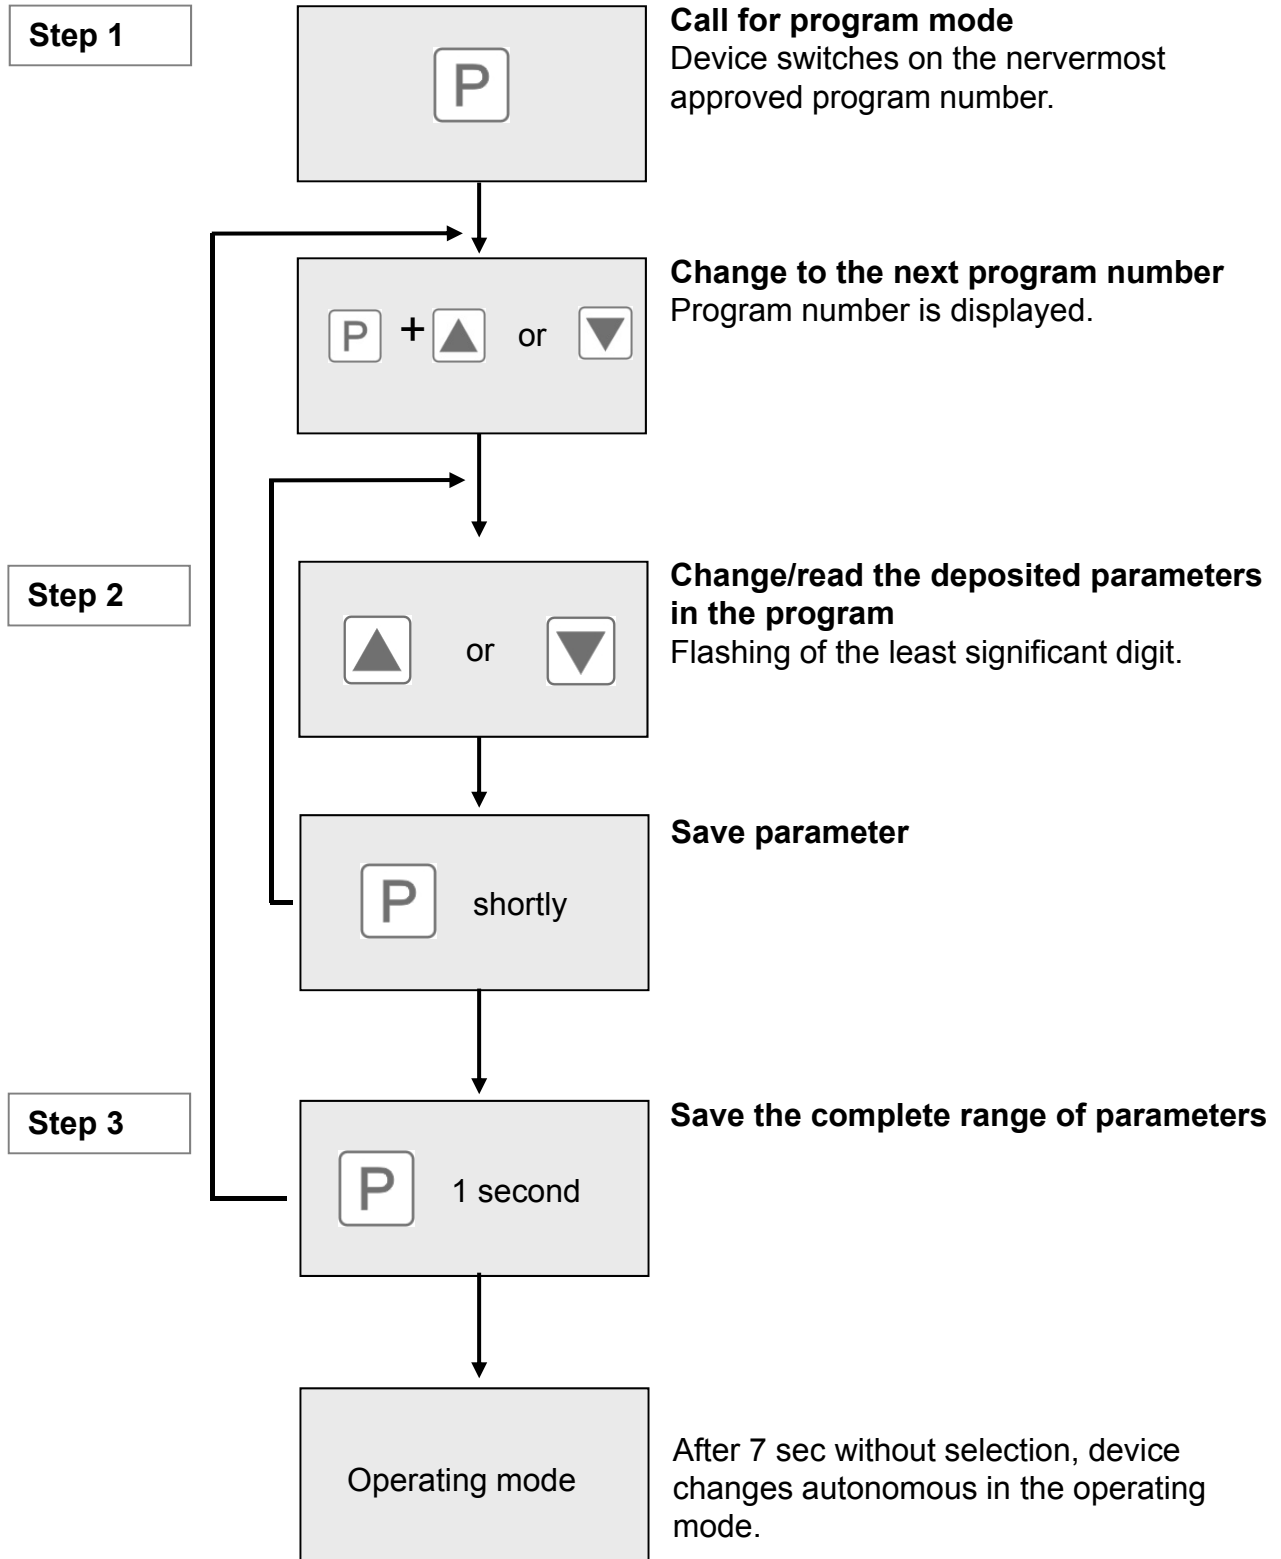 Step 1
P
Call for program mode
Device switches on the nervermost
approved program number.
P + or
Change to the next program number
Program number is displayed.
Step 2
or
Change/read the deposited parameters
in the program
Flashing of the least significant digit.
P shortly
Save parameter
Step 3
P 1 second
Save the complete range of parameters
Operating mode
After 7 sec without selection, device
changes autonomous in the operating
mode.